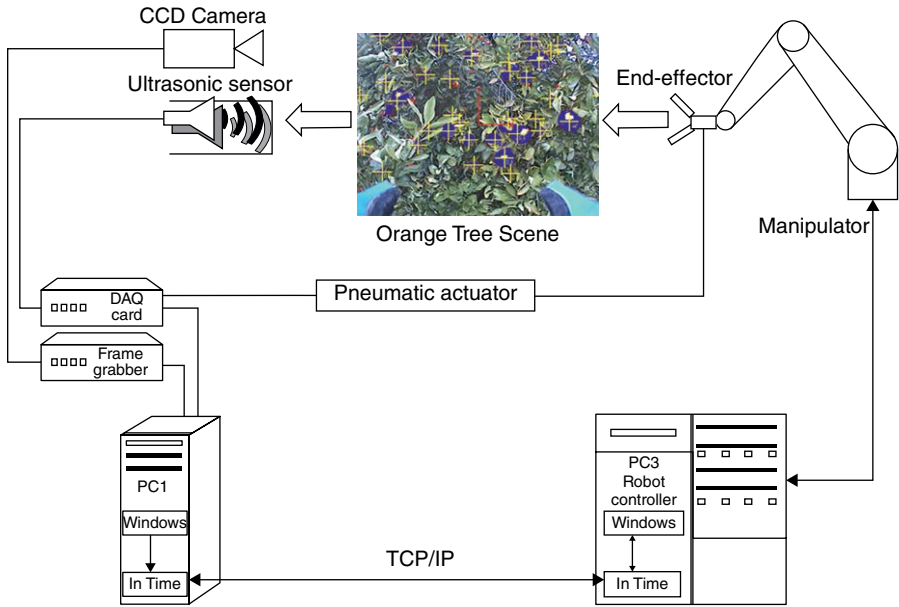 CCD Camera
Ultrasonic sensor
End-effector
Orange Tree Scene
Manipulator
DAQ
card
Pneumatic actuator
Frame
grabber
PC1
Windows
In Time
TCP/IP
PC3
Robot
controller
Windows
In Time